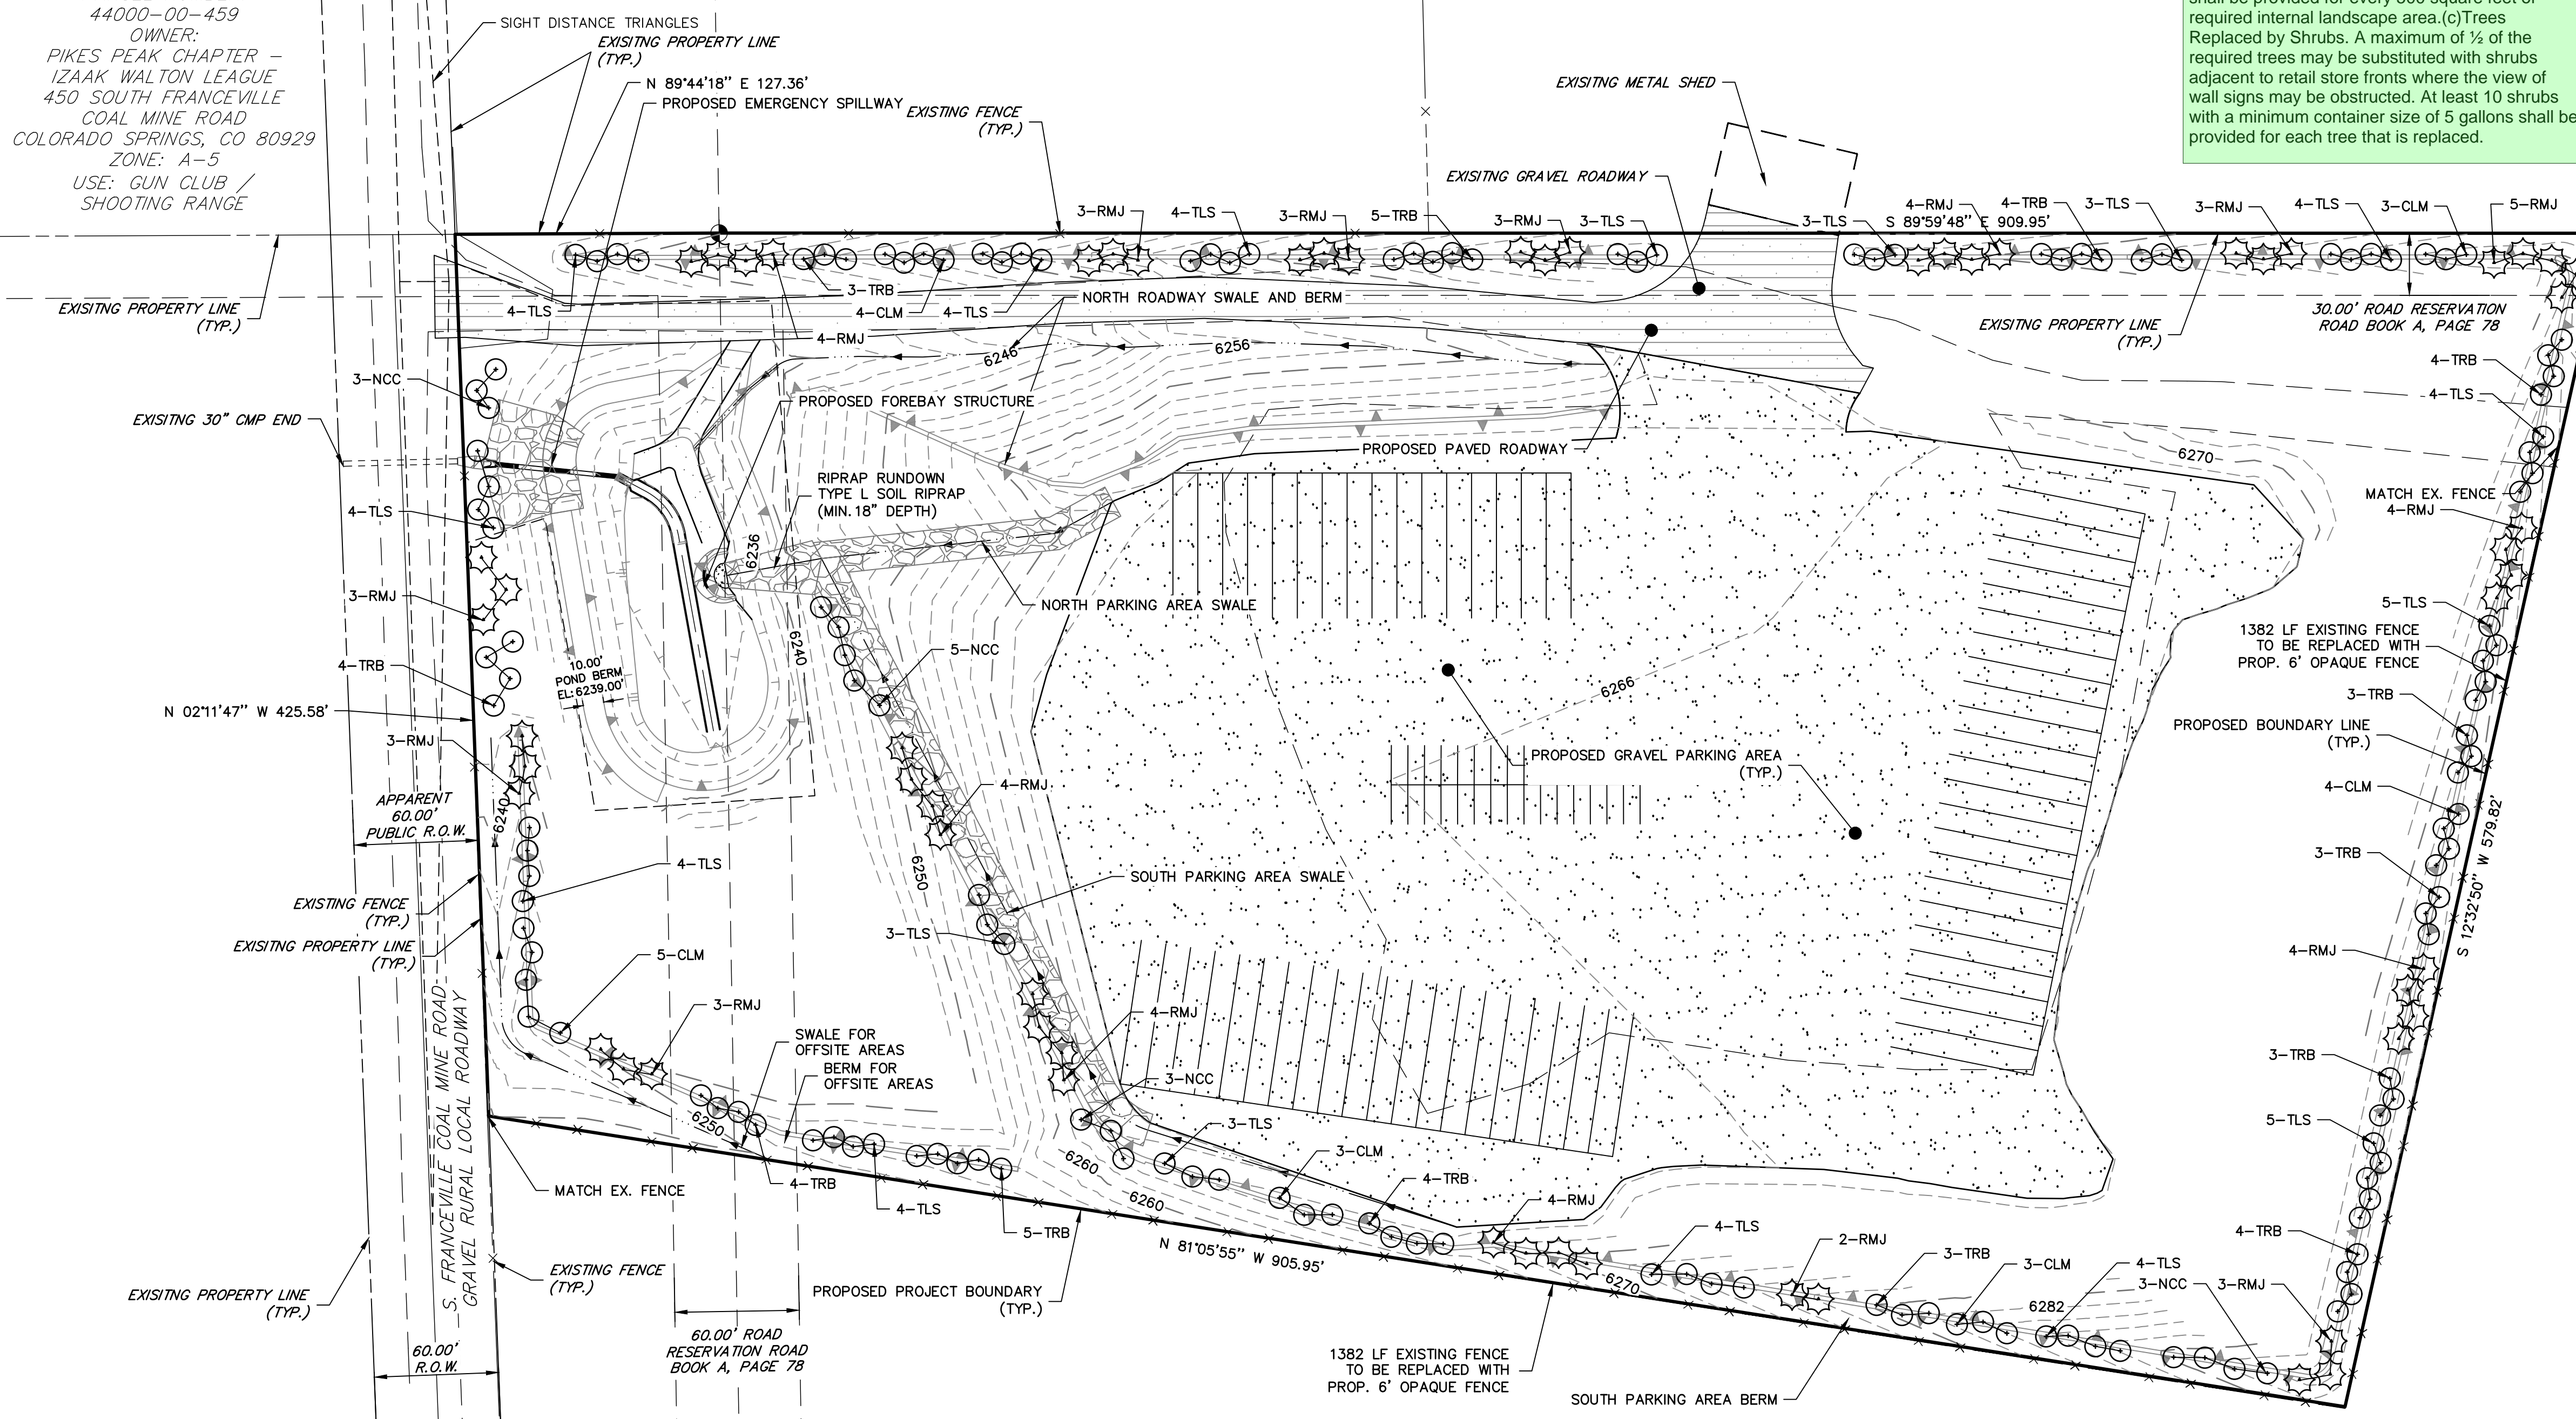 44000-00-459
OWNER:
PIKES PEAK CHAPTER –
IZAAK WALTON LEAGUE
450 SOUTH FRANCEVILLE
COAL MINE ROAD
COLORADO SPRINGS, CO 80929
ZONE: A-5
USE: GUN CLUB /
SHOOTING RANGE
SIGHT DISTANCE TRIANGLES
EXISITNG PROPERTY LINE
(TYP.)
N 89°44'18" E 127.36'
PROPOSED EMERGENCY SPILLWAY
EXISTING FENCE
(TYP.)
EXISITNG METAL SHED
EXISITNG GRAVEL ROADWAY
required internal landscape area.(c)Trees
Replaced by Shrubs. A maximum of ½ of the
required trees may be substituted with shrubs
adjacent to retail store fronts where the view of
wall signs may be obstructed. At least 10 shrubs
with a minimum container size of 5 gallons shall be
provided for each tree that is replaced.
3-RMJ
4-TLS
3-RMJ
5-TRB
3-RMJ
3-TLS
3-TLS
4-RMJ
S 89°59'48" E 909.95'
4-TRB
3-TLS
3-RMJ
4-TLS
3-CLM
5-RMJ
EXISITNG PROPERTY LINE
(TYP.)
4-TLS
3-TRB
4-CLM
4-TLS
4-RMJ
NORTH ROADWAY SWALE AND BERM
EXISITNG PROPERTY LINE
(TYP.)
30.00' ROAD RESERVATION
ROAD BOOK A, PAGE 78
6246
6256
3-NCC
EXISITNG 30" CMP END
PROPOSED FOREBAY STRUCTURE
PROPOSED PAVED ROADWAY
4-TRB
4-TLS
6270
RIPRAP RUNDOWN
TYPE L SOIL RIPRAP
(MIN. 18" DEPTH)
4-TLS
MATCH EX. FENCE
4-RMJ
6236
3-RMJ
NORTH PARKING AREA SWALE
5-TLS
1382 LF EXISTING FENCE
TO BE REPLACED WITH
PROP. 6' OPAQUE FENCE
6240
5-NCC
4-TRB
10.00'
POND BERM
EL: 6239.00'
6266
3-TRB
N 02°11'47" W 425.58'
3-RMJ
PROPOSED BOUNDARY LINE
(TYP.)
PROPOSED GRAVEL PARKING AREA
(TYP.)
4-RMJ
4-CLM
APPARENT
60.00'
PUBLIC R.O.W.
6240
S 12°32'50" W 579.82'
3-TRB
4-TLS
6250
SOUTH PARKING AREA SWALE
EXISTING FENCE
(TYP.)
EXISITNG PROPERTY LINE
(TYP.)
3-TLS
4-RMJ
5-CLM
3-RMJ
4-RMJ
SWALE FOR
OFFSITE AREAS
BERM FOR
OFFSITE AREAS
3-TRB
3-NCC
S. FRANCEVILLE COAL MINE ROAD
GRAVEL RURAL LOCAL ROADWAY
6250
3-TLS
5-TLS
3-CLM
6260
MATCH EX. FENCE
4-TRB
4-TRB
4-RMJ
6260
4-TLS
5-TRB
4-TLS
4-TRB
N 81°05'55" W 905.95'
2-RMJ
3-TRB
3-CLM
4-TLS
3-NCC
3-RMJ
EXISTING FENCE
(TYP.)
6270
6282
EXISITNG PROPERTY LINE
(TYP.)
PROPOSED PROJECT BOUNDARY
(TYP.)
60.00' ROAD
RESERVATION ROAD
BOOK A, PAGE 78
60.00'
R.O.W.
1382 LF EXISTING FENCE
TO BE REPLACED WITH
PROP. 6' OPAQUE FENCE
SOUTH PARKING AREA BERM